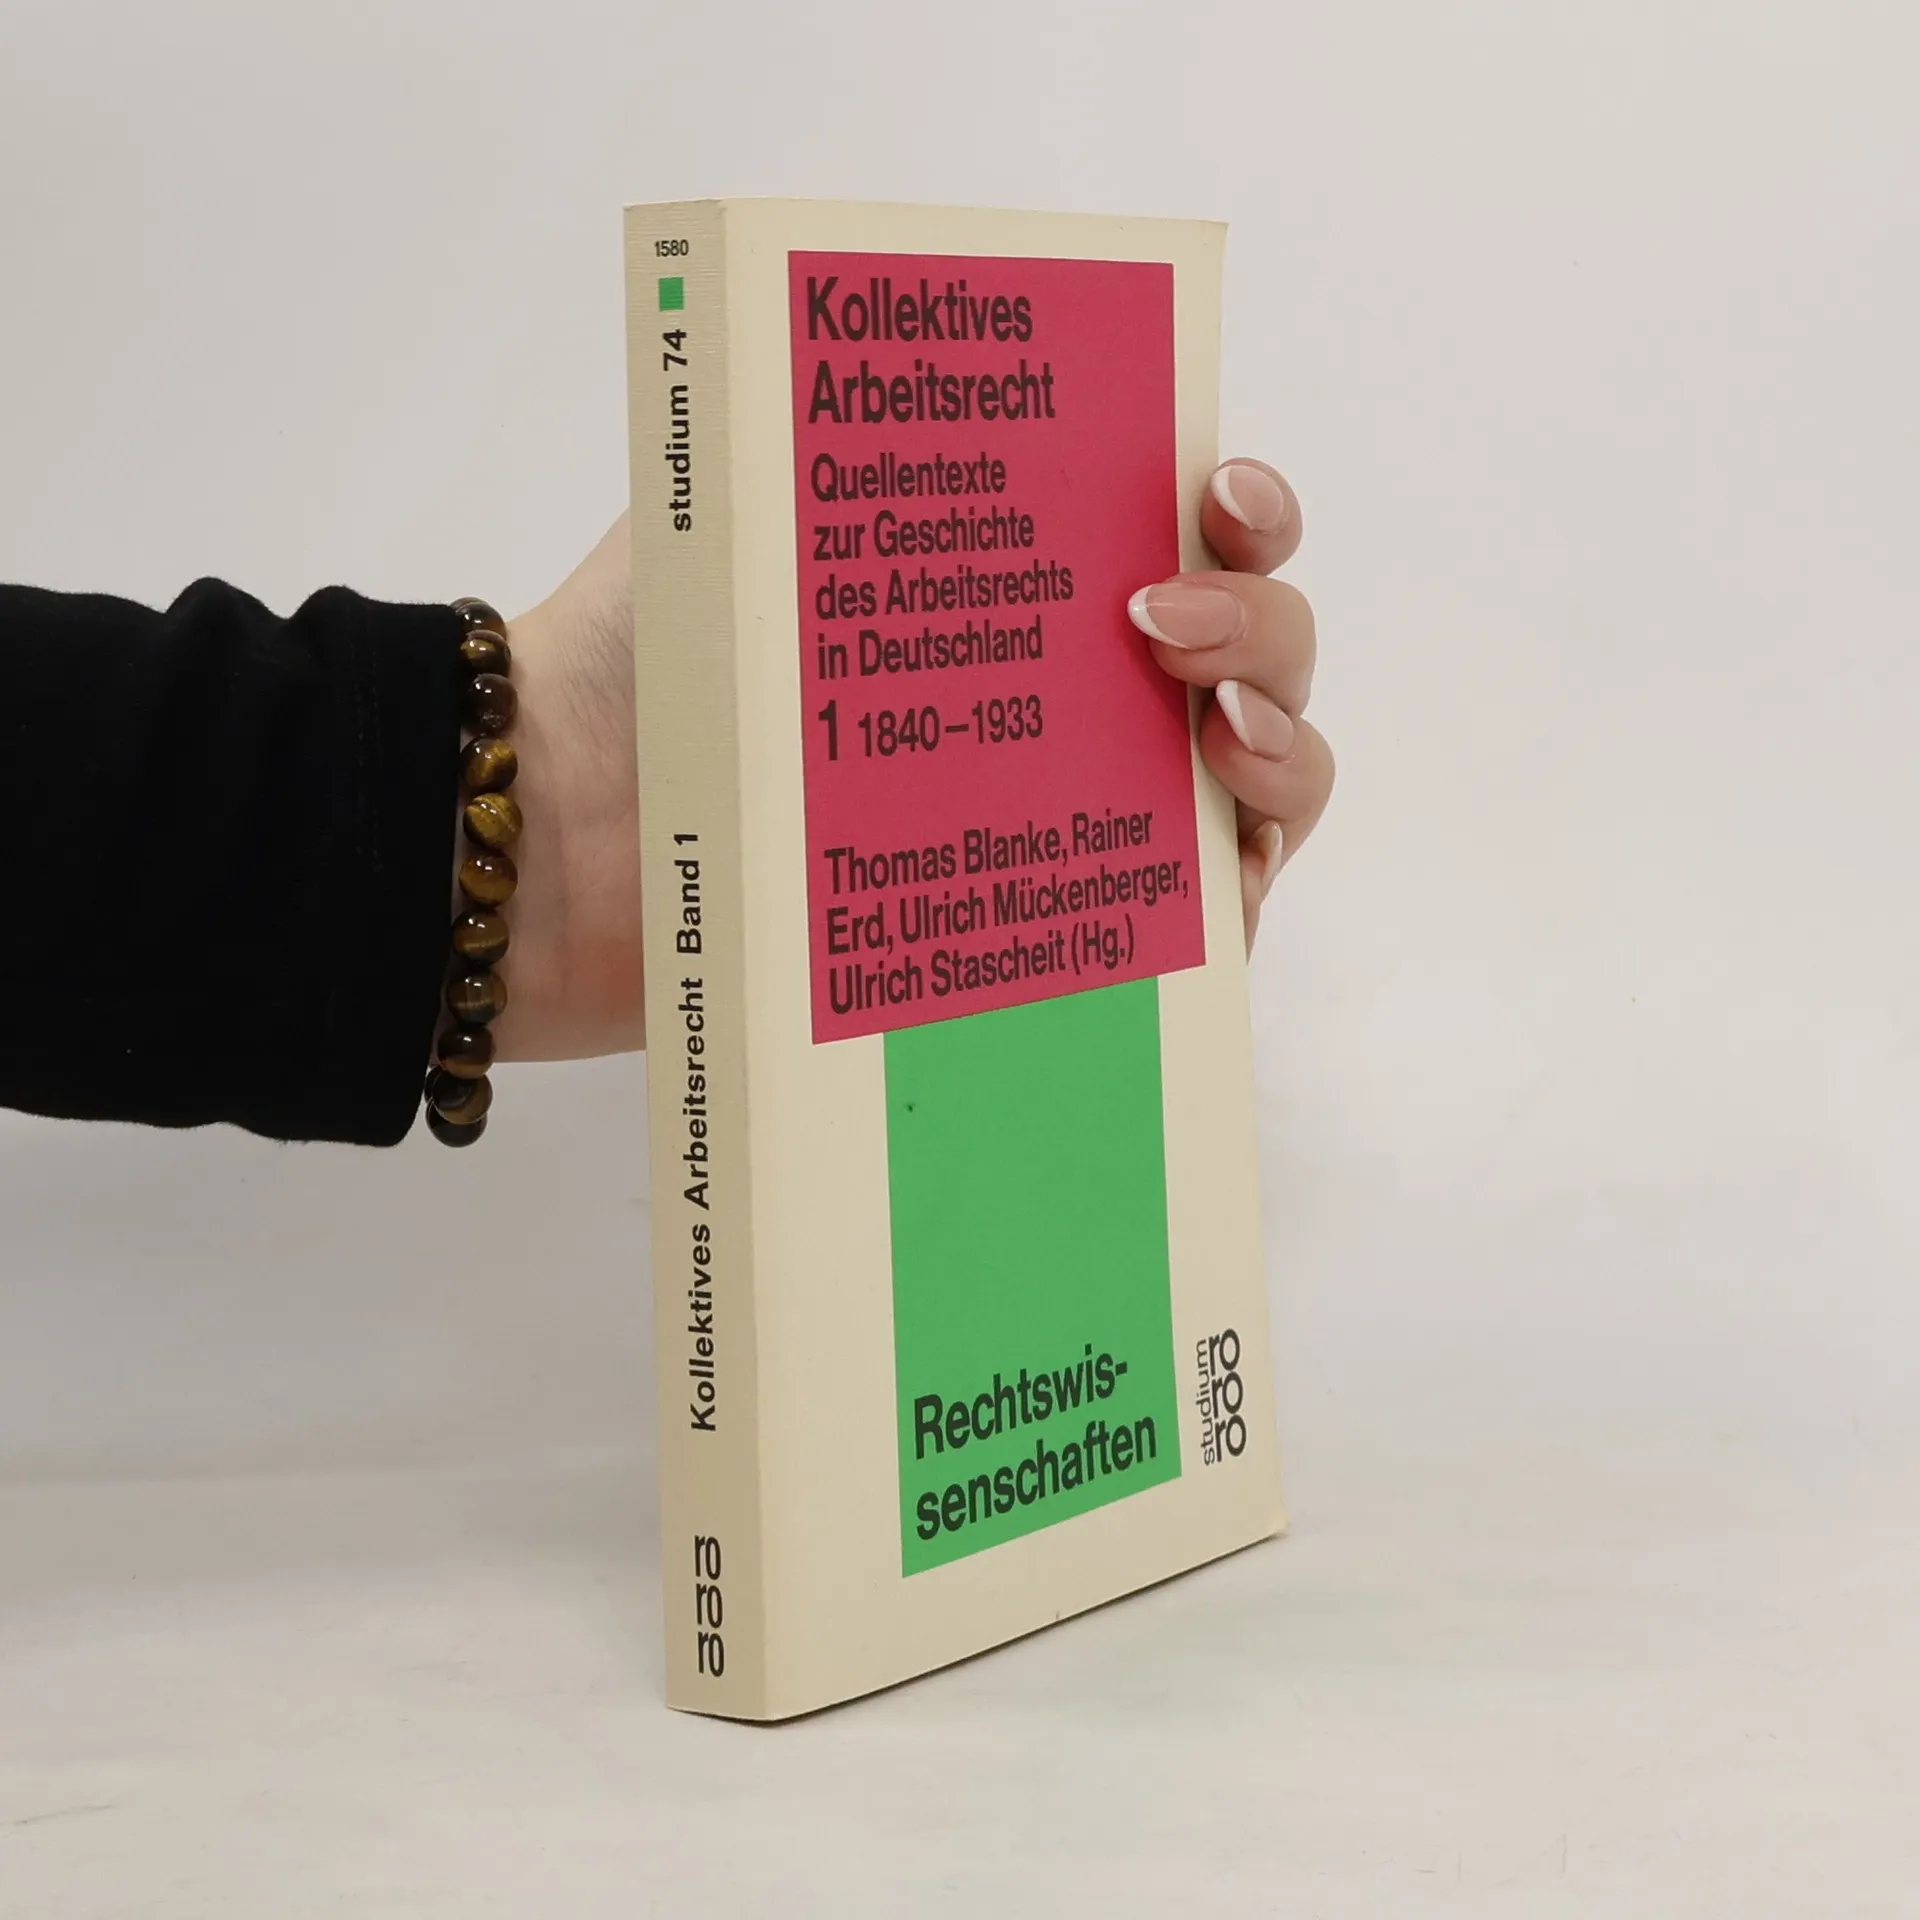 1580
studium 74
Kollektives Arbeitsrecht Band 1
rororo
Kollektives
Arbeitsrecht
Quellentexte
zur Geschichte
des Arbeitsrechts
in Deutschland
1 1840–1933
Thomas Blanke, Rainer
Erd, Ulrich Mückenberger,
Ulrich Stascheit (Hg.)
Rechtswis-
senschaften
studium
rororo